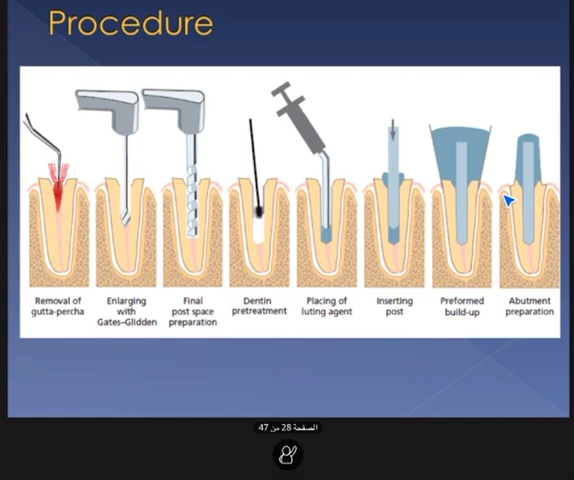 Procedure
Removal of
gutta-percha
Enlarging
with
Gates–Glidden
Final
post space
preparation
Dentin
pretreatment
Placing of
luting agent
Inserting
post
Preformed
build-up
Abutment
preparation
الصفحة 28 من 47